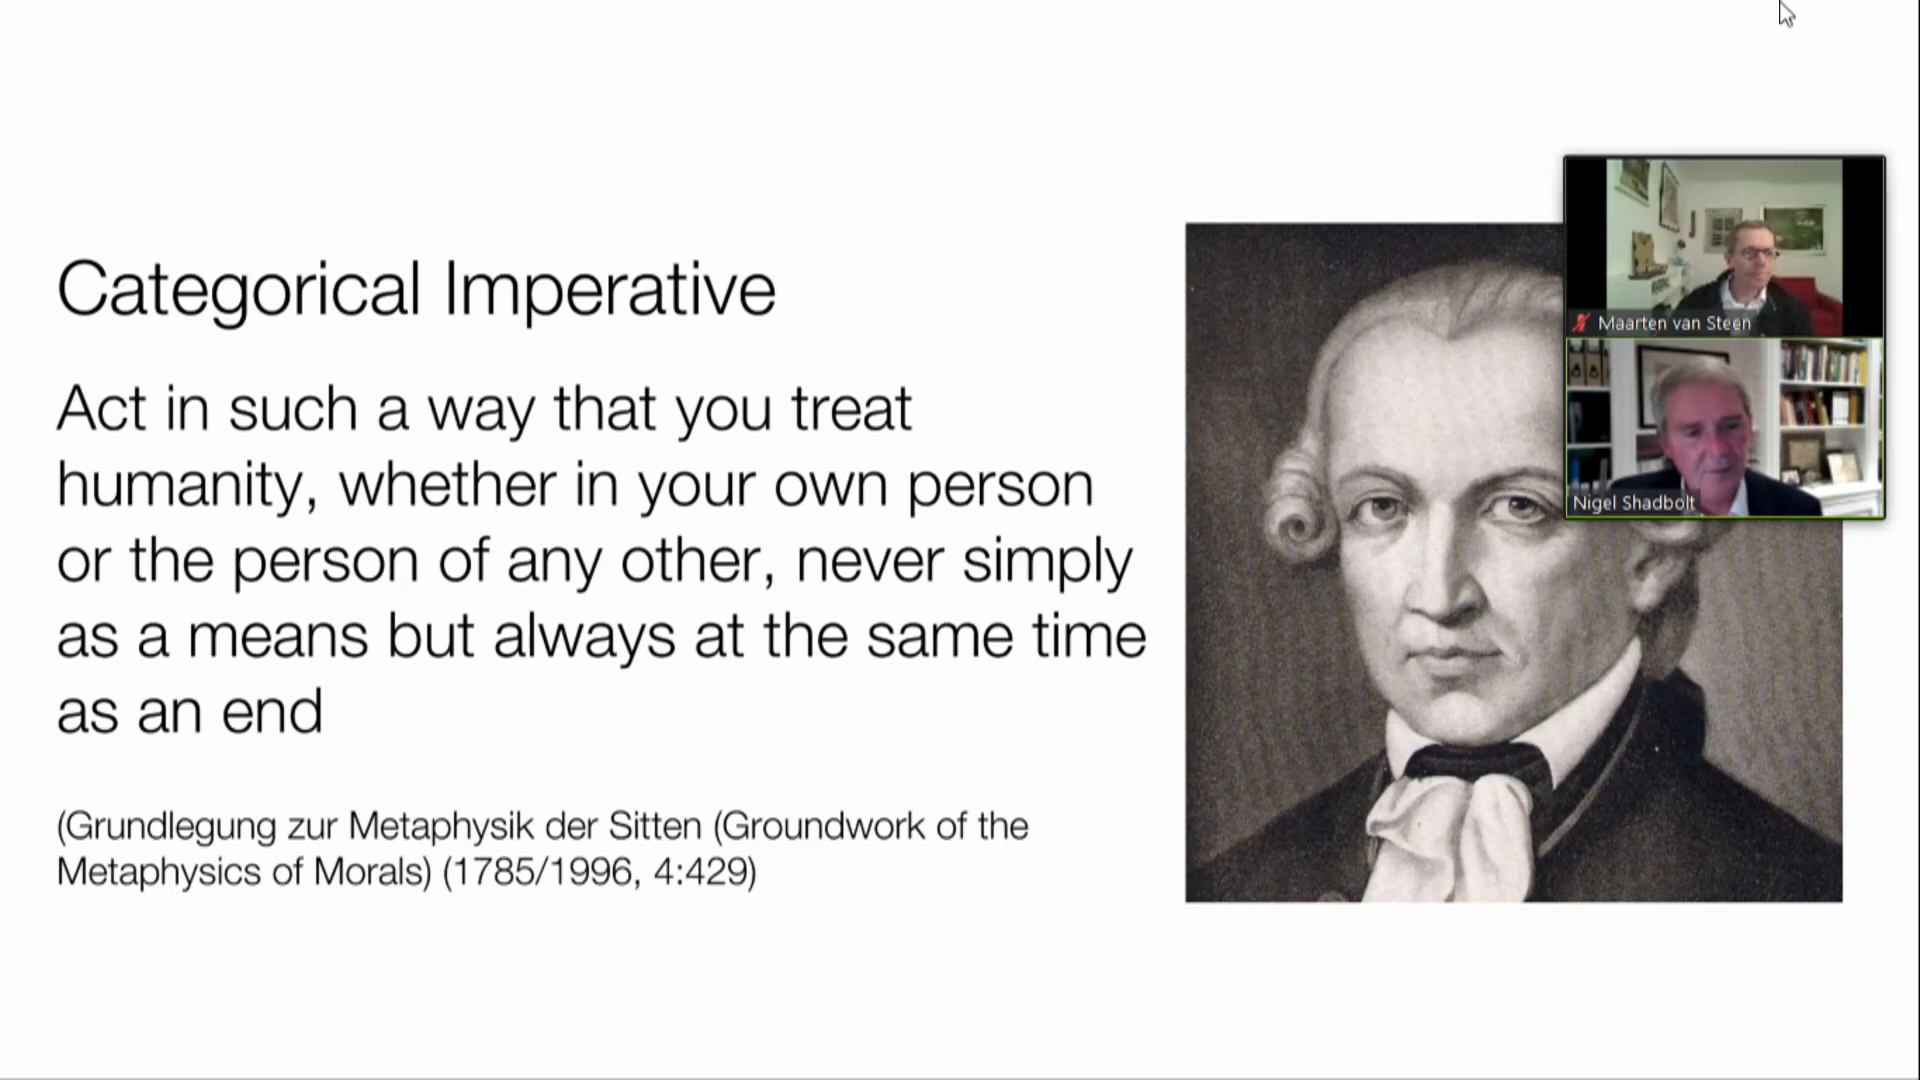 Categorical Imperative
Act in such a way that you treat
humanity, whether in your own person
or the person of any other, never simply
as a means but always at the same time
as an end
(Grundlegung zur Metaphysik der Sitten (Groundwork of the
Metaphysics of Morals) (1785/1996, 4:429)
Maarten van Steen
Nigel Shadbolt